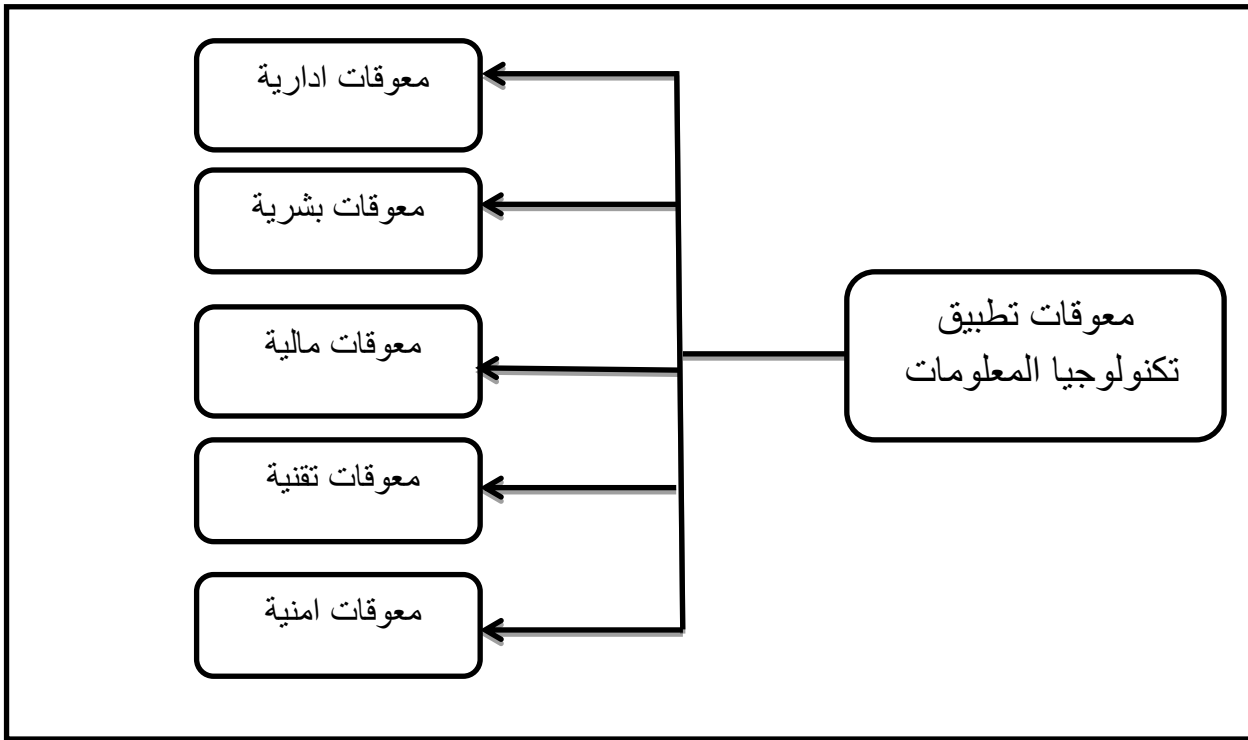 معوقات تطبيق
تكنولوجيا المعلومات
معوقات ادارية
معوقات بشرية
معوقات مالية
معوقات تقنية
معوقات امنية